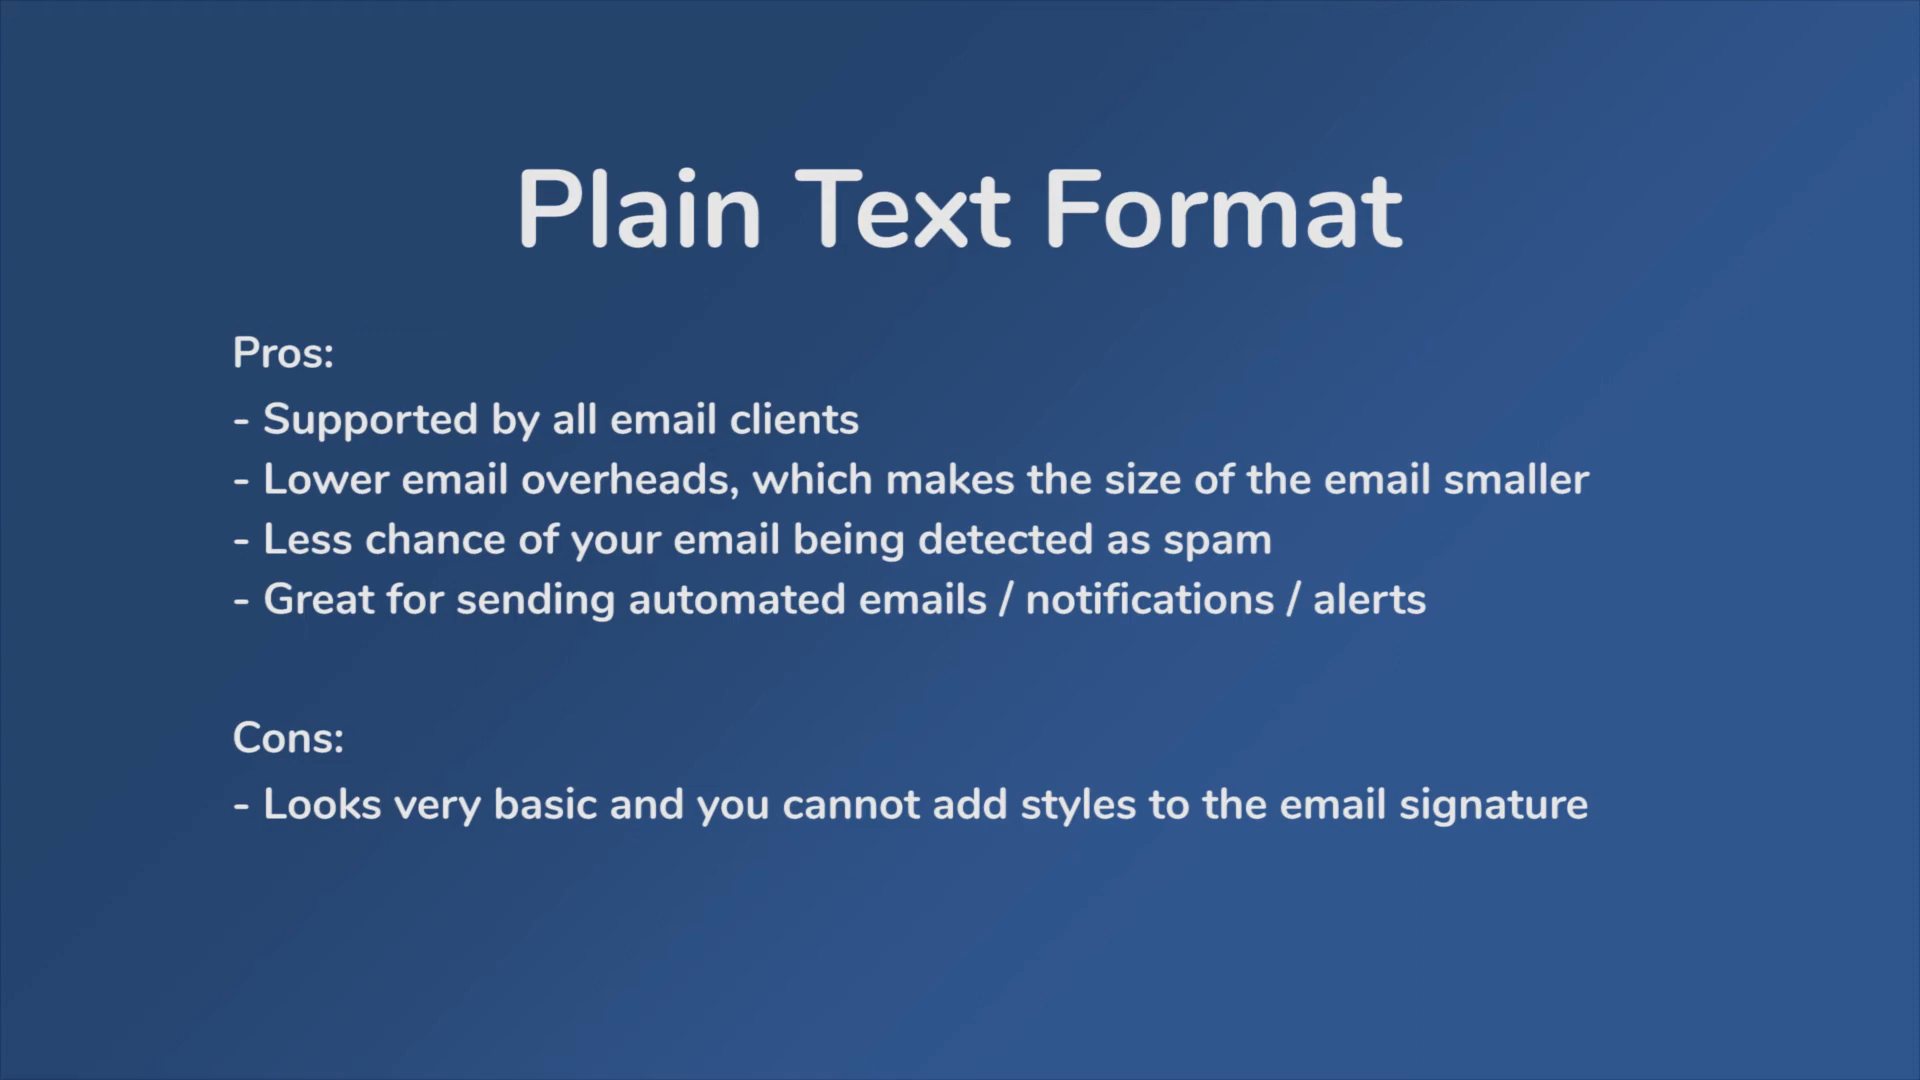 Plain Text Format
Pros:
- Supported by all email clients
- Lower email overheads, which makes the size of the email smaller
- Less chance of your email being detected as spam
- Great for sending automated emails / notifications / alerts
Cons:
- Looks very basic and you cannot add styles to the email signature